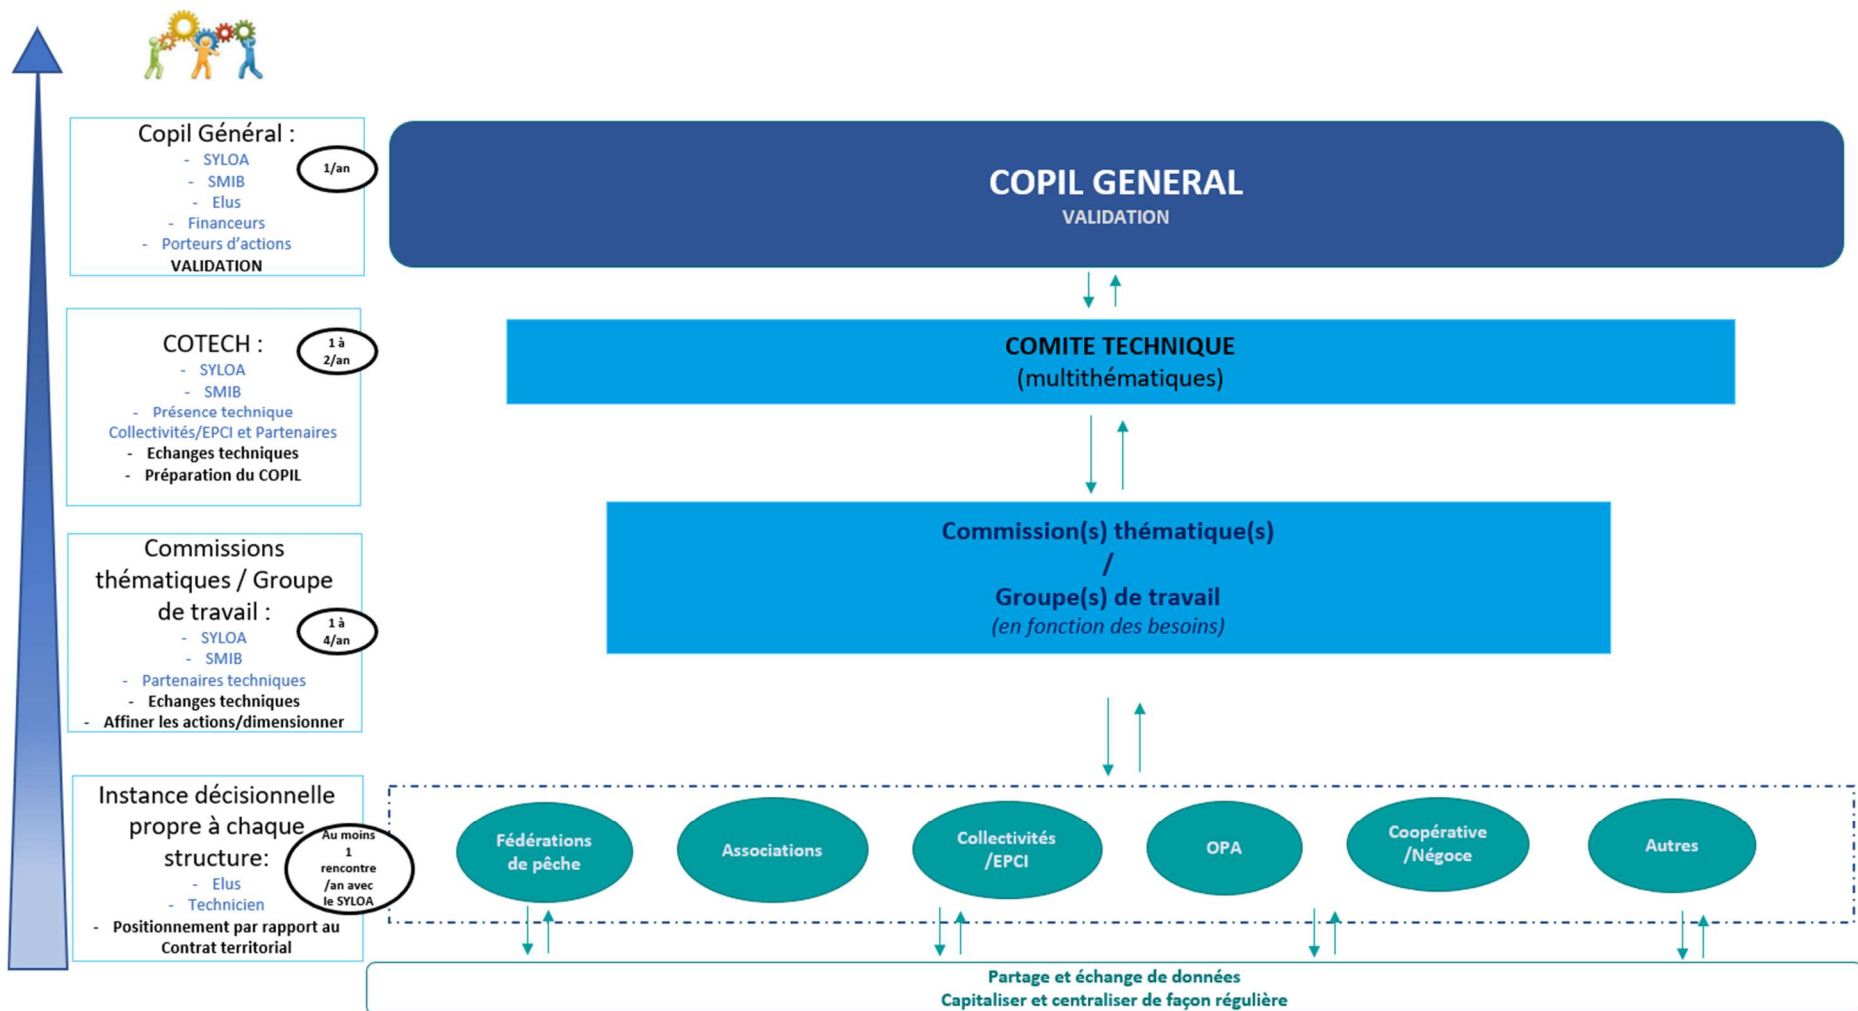 Copil Général :
- SYLOA
- SMIB
- Elus
- Financeurs
- Porteurs d'actions
VALIDATION
1/an
COPIL GENERAL
VALIDATION
COTECH :
- SYLOA
- SMIB
- Présence technique
Collectivités/EPCI et Partenaires
- Echanges techniques
- Préparation du COPIL
1 à
2/an
COMITE TECHNIQUE
(multithématiques)
Commissions
thématiques / Groupe
de travail :
- SYLOA
- SMIB
- Partenaires techniques
- Echanges techniques
- Affiner les actions/dimensionner
1 à
4/an
Commission(s) thématique(s)
/
Groupe(s) de travail
(en fonction des besoins)
Instance décisionnelle
propre à chaque
structure:
- Elus
- Technicien
- Positionnement par rapport au
Contrat territorial
Au moins
1
rencontre
/an avec
le SYLOA
Fédérations
de pêche
Associations
Collectivités
/EPCI
OPA
Coopérative
/Négoce
Autres
Partage et échange de données
Capitaliser et centraliser de façon régulière